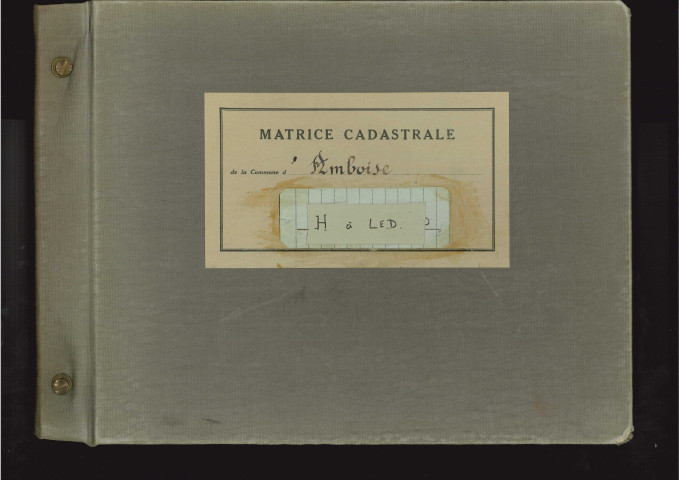 MATRICE CADASTRALE
de la Commune d' Amboise
H à LED.